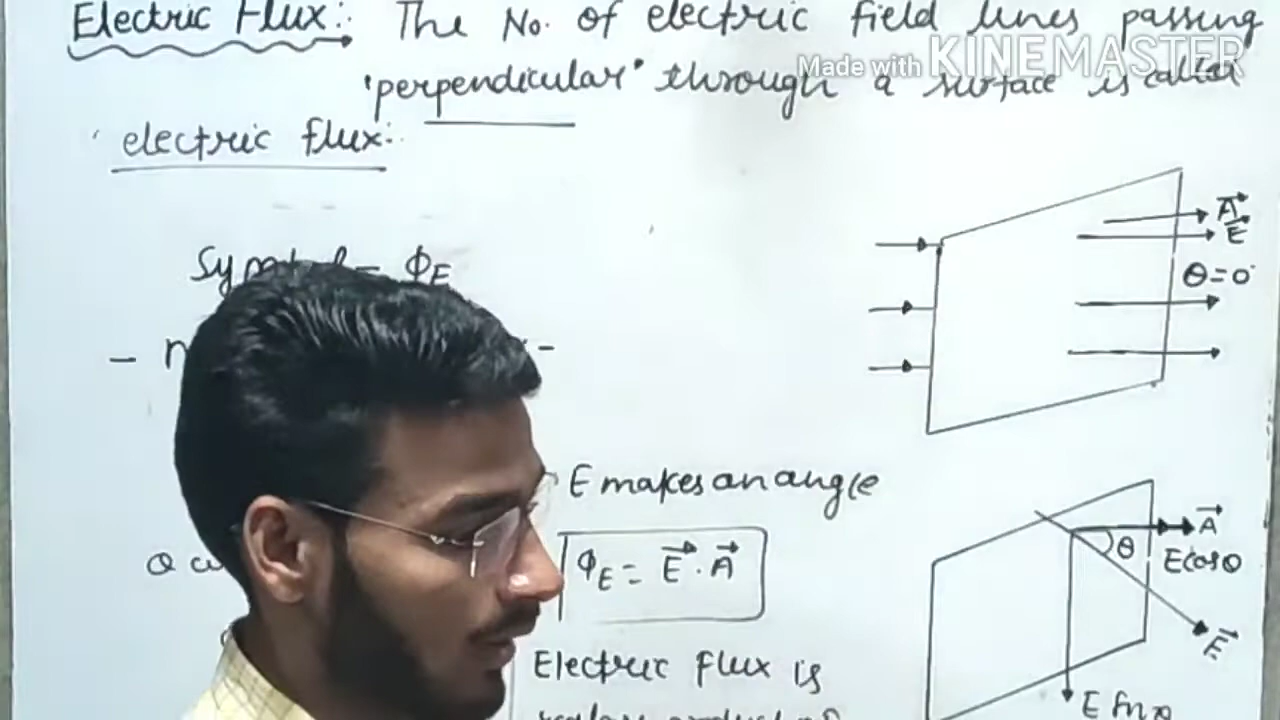 Electric Flux:. The No. of electric field lines passing
Made with KINEMASTER
'perpendicular' through a surface is called
electric flux:.
ΦE
A⃗
E⃗
θ=0°
E makes an angle
ΦE = E⃗ . A⃗
A⃗
θ
E cos θ
E⃗
Electric flux is
E